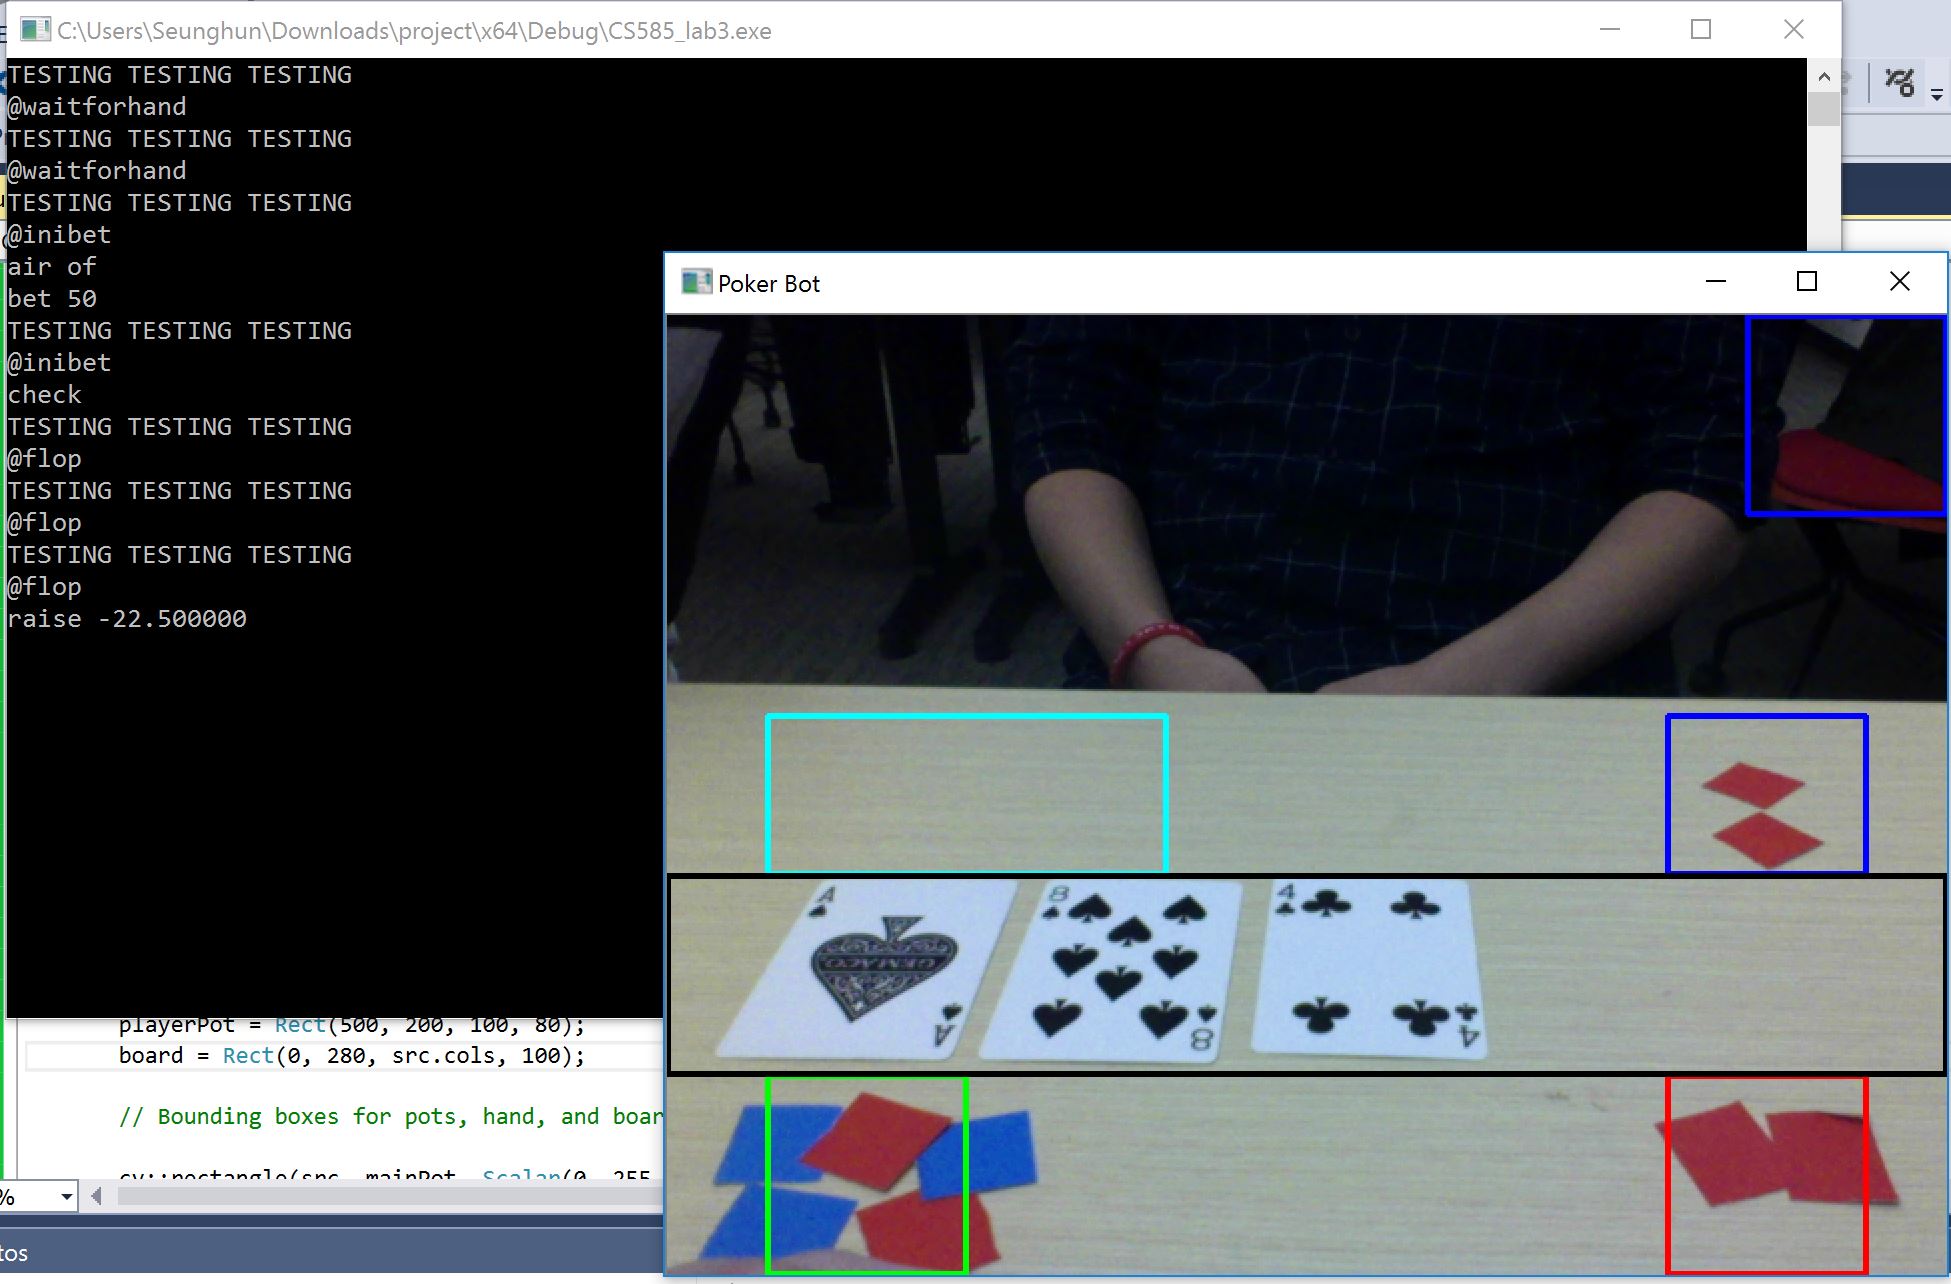 C:\Users\Seunghun\Downloads\project\x64\Debug\CS585_lab3.exe
TESTING TESTING TESTING
@waitforhand
TESTING TESTING TESTING
@waitforhand
TESTING TESTING TESTING
@inibet
air of
bet 50
TESTING TESTING TESTING
@inibet
check
TESTING TESTING TESTING
@flop
TESTING TESTING TESTING
@flop
TESTING TESTING TESTING
@flop
raise -22.500000
Poker Bot
A
8
4
GEMACO
A
8
4
playerPot = Rect(500, 200, 100, 80);
board = Rect(0, 280, src.cols, 100);
// Bounding boxes for pots, hand, and boar
cv::rectangle(src, mainPot, Scalar(0, 255
%
tos